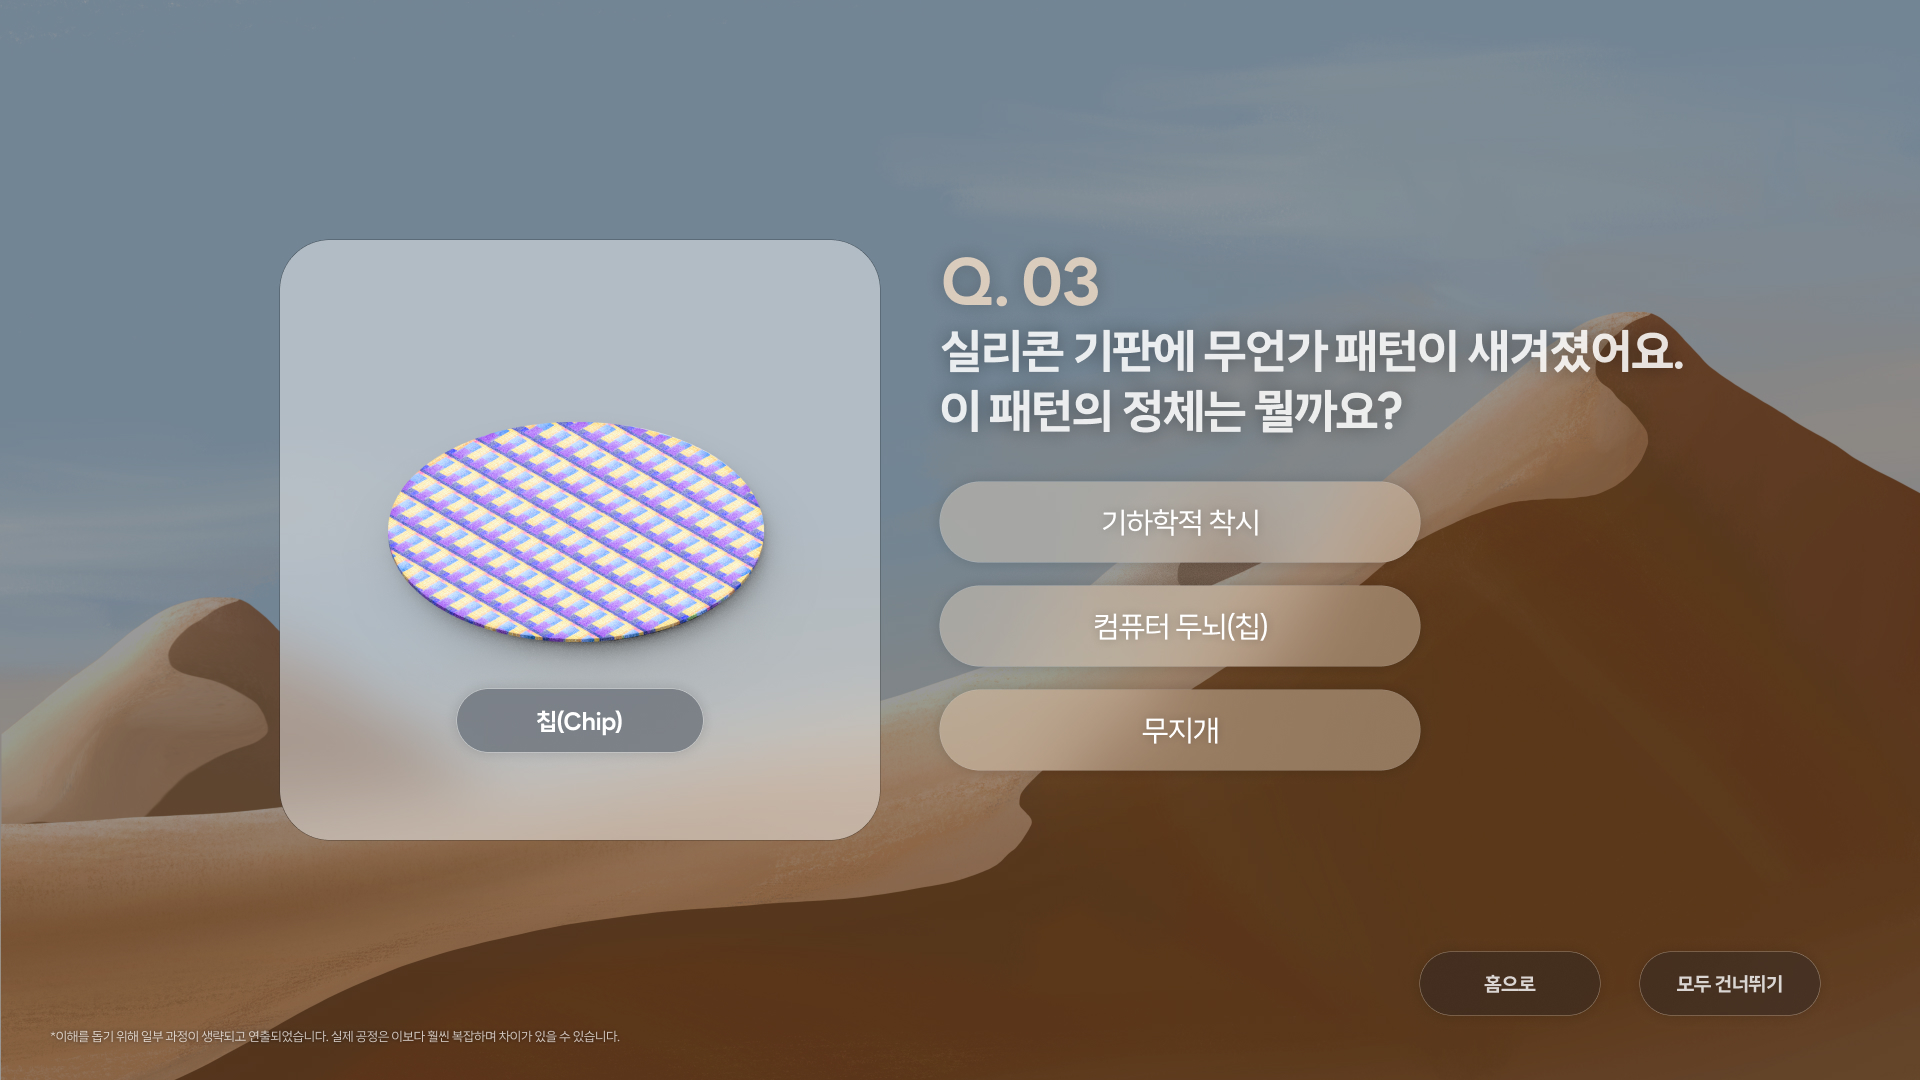 Q. 03
실리콘 기판에 무언가 패턴이 새겨졌어요.
이 패턴의 정체는 뭘까요?
기하학적 착시
컴퓨터 두뇌(칩)
무지개
칩(Chip)
홈으로
모두 건너뛰기
*이해를 돕기 위해 일부 과정이 생략되고 연출되었습니다. 실제 공정은 이보다 훨씬 복잡하며 차이가 있을 수 있습니다.